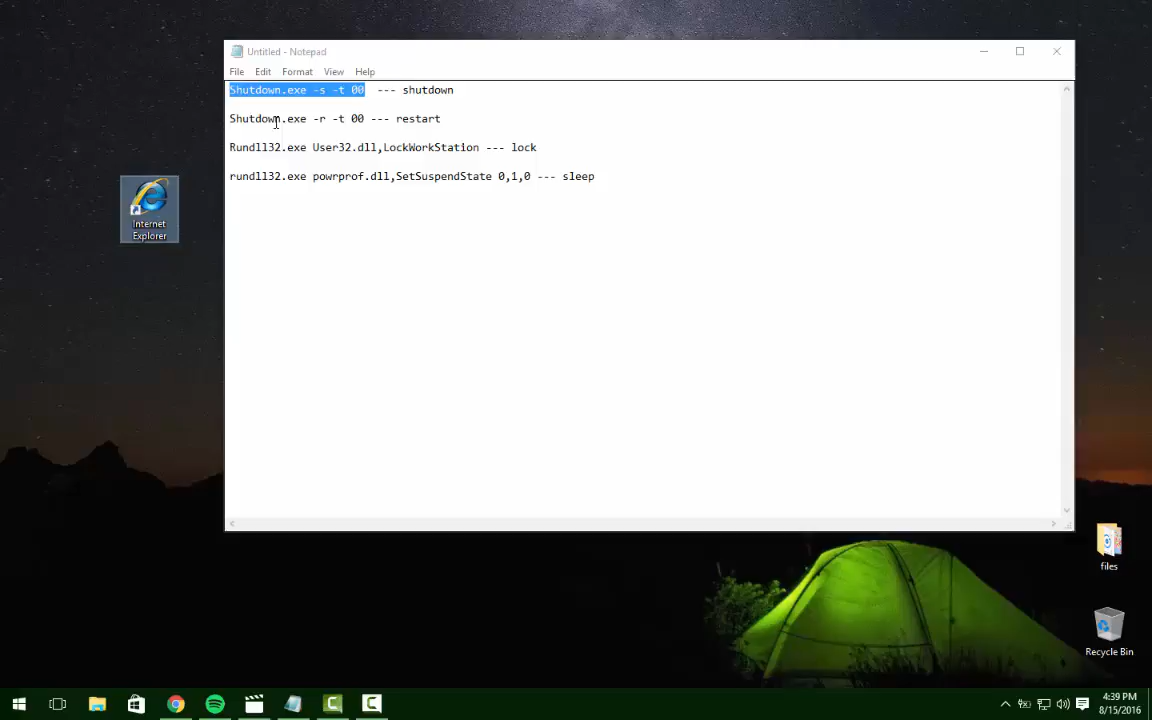 Untitled - Notepad
File Edit Format View Help
Shutdown.exe -s -t 00 --- shutdown
Shutdown.exe -r -t 00 --- restart
Rundll32.exe User32.dll,LockWorkStation --- lock
rundll32.exe powrprof.dll,SetSuspendState 0,1,0 --- sleep
Internet
Explorer
files
Recycle Bin
4:39 PM
8/15/2016